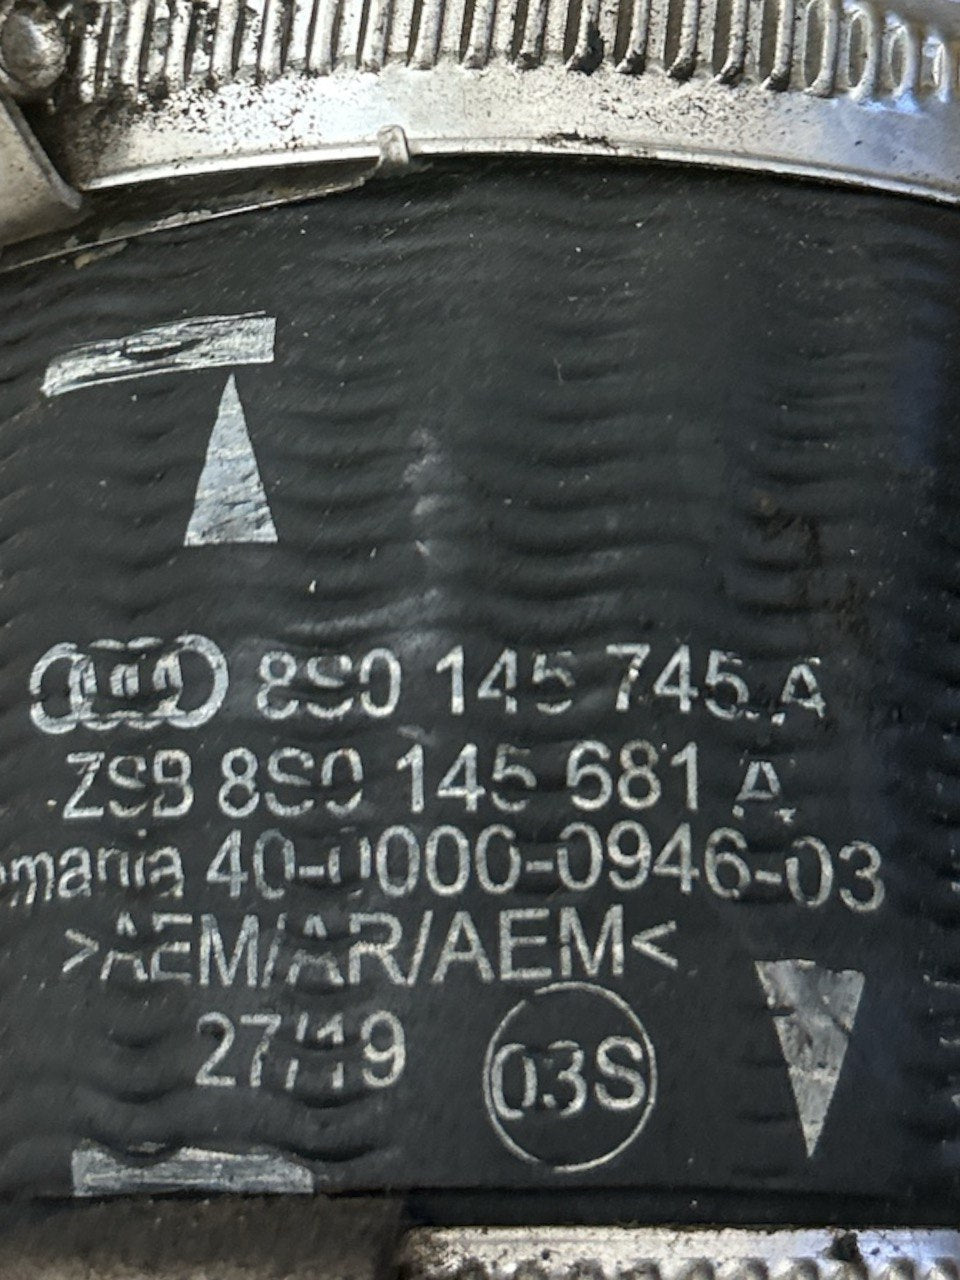 8S0 145 745 A
ZSB 8S0 145 681 A
mania 40-0000-0946-03
>AEM/AR/AEM<
27/19
03S